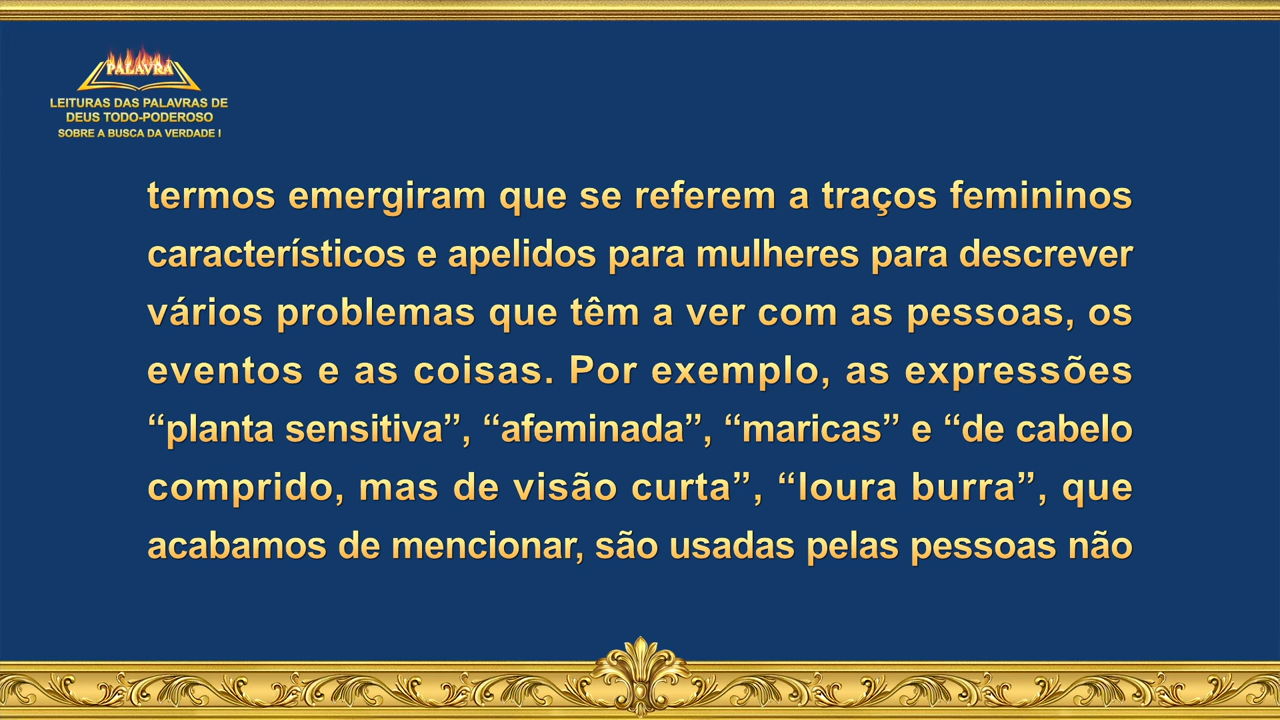 PALAVRA
LEITURAS DAS PALAVRAS DE
DEUS TODO-PODEROSO
SOBRE A BUSCA DA VERDADE I
termos emergiram que se referem a traços femininos
característicos e apelidos para mulheres para descrever
vários problemas que têm a ver com as pessoas, os
eventos e as coisas. Por exemplo, as expressões
“planta sensitiva”, “afeminada”, “maricas” e “de cabelo
comprido, mas de visão curta”, “loura burra”, que
acabamos de mencionar, são usadas pelas pessoas não